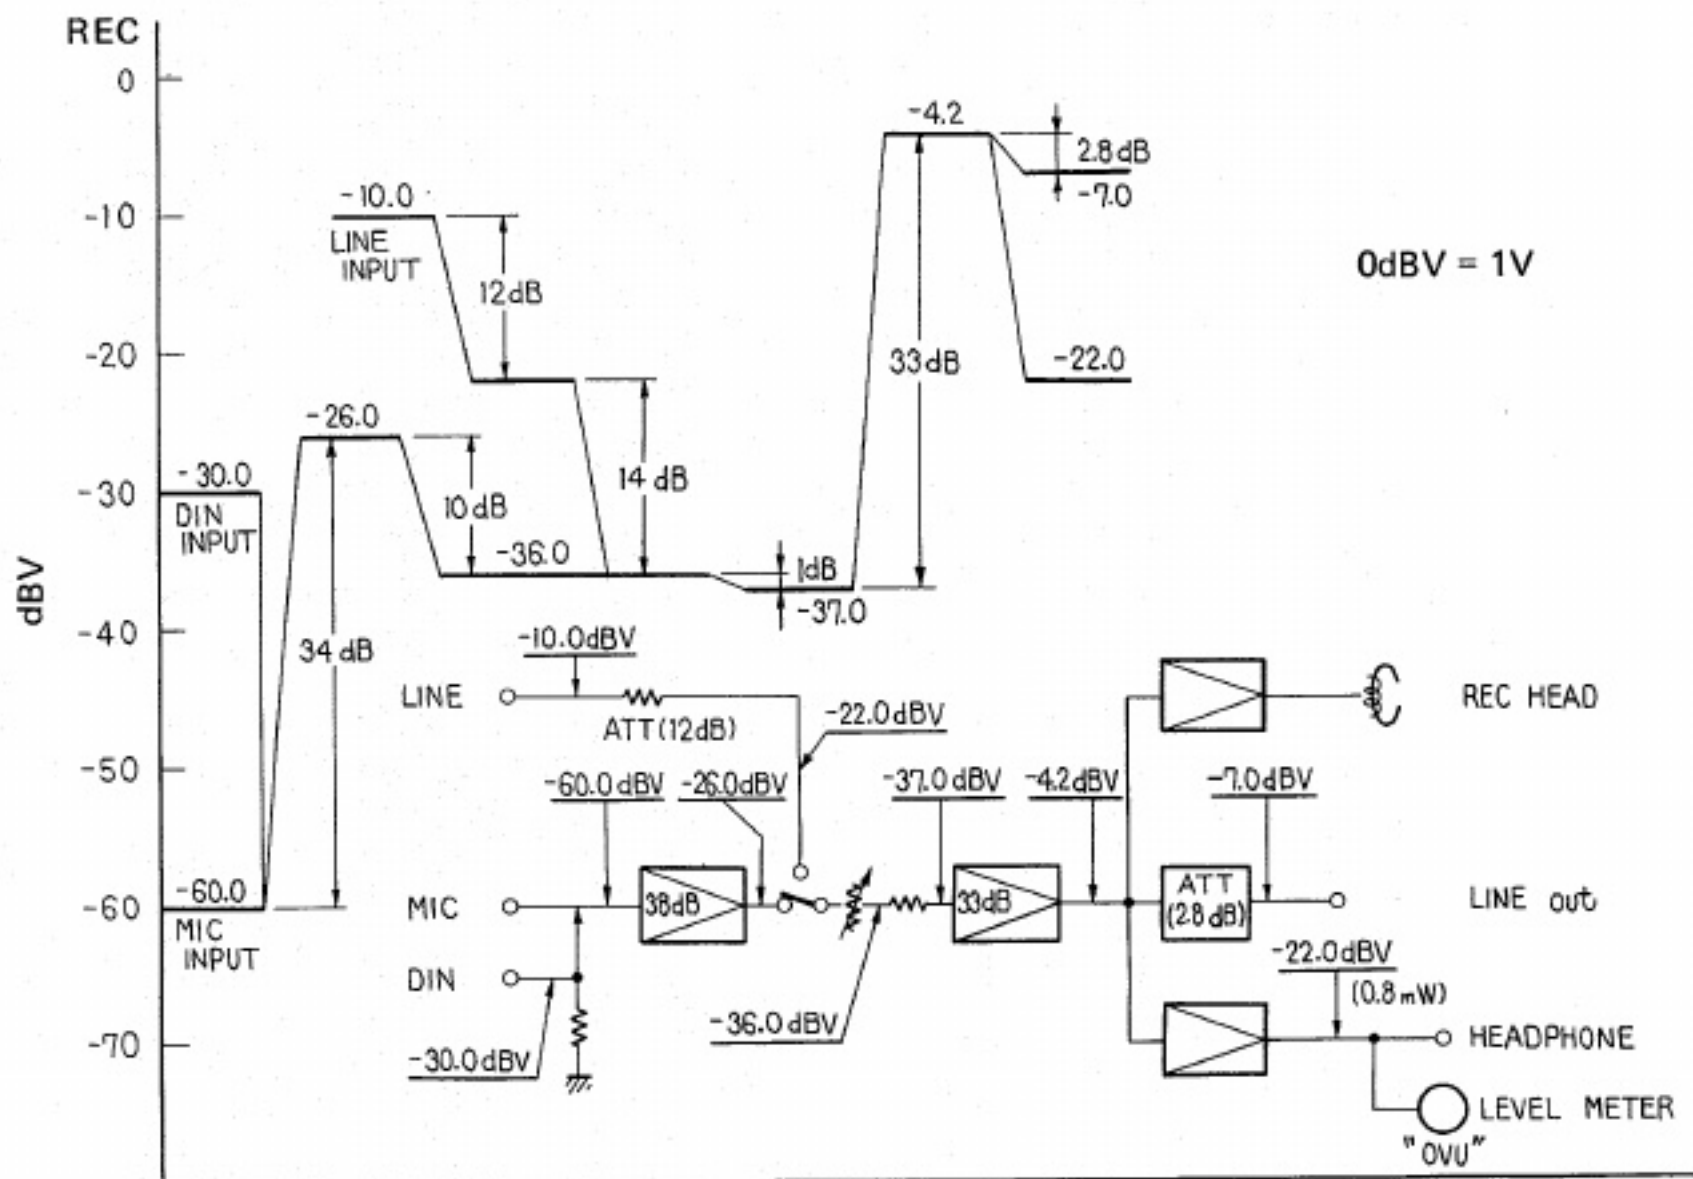 REC
0
-4.2
2.8dB
-7.0
-10.0
-10
LINE
INPUT
0dBV = 1V
12dB
-20
33dB
-22.0
-26.0
-30.0
14 dB
-30
10dB
DIN
INPUT
-36.0
1dB
-37.0
dBV
-40
34 dB
-10.0dBV
LINE
ATT(12dB)
-22.0dBV
REC HEAD
-50
-60.0dBV
-26.0dBV
-37.0dBV
-4.2dBV
-7.0dBV
-60.0
-60
MIC
INPUT
MIC
38dB
33dB
ATT
(2.8 dB)
LINE out
DIN
-22.0dBV
(0.8mW)
-36.0dBV
-70
-30.0dBV
HEADPHONE
LEVEL METER
"0VU"